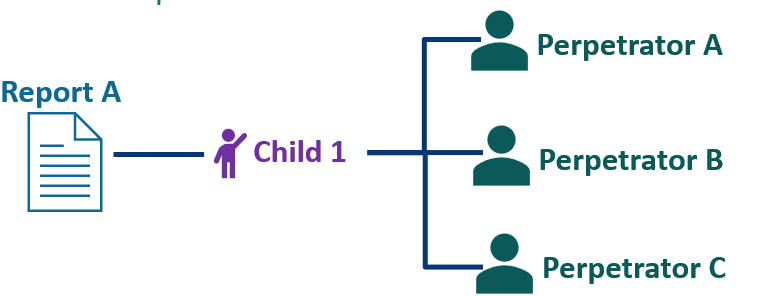 Report A
Child 1
Perpetrator A
Perpetrator B
Perpetrator C